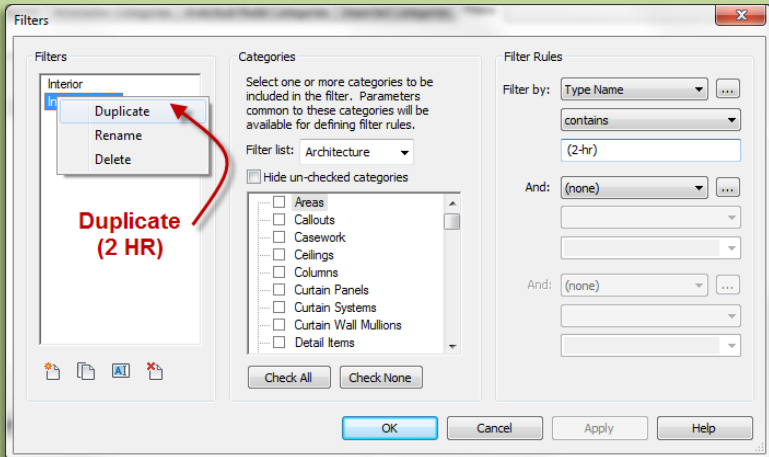 Filters
Filters
Interior
In
Duplicate
Rename
Delete
Duplicate
(2 HR)
Categories
Select one or more categories to be
included in the filter. Parameters
common to these categories will be
available for defining filter rules.
Filter list: Architecture
Hide un-checked categories
Areas
Callouts
Casework
Ceilings
Columns
Curtain Panels
Curtain Systems
Curtain Wall Mullions
Detail Items
Check All Check None
Filter Rules
Filter by: Type Name ...
contains
(2-hr)
And: (none) ...
And: (none) ...
OK Cancel Apply Help